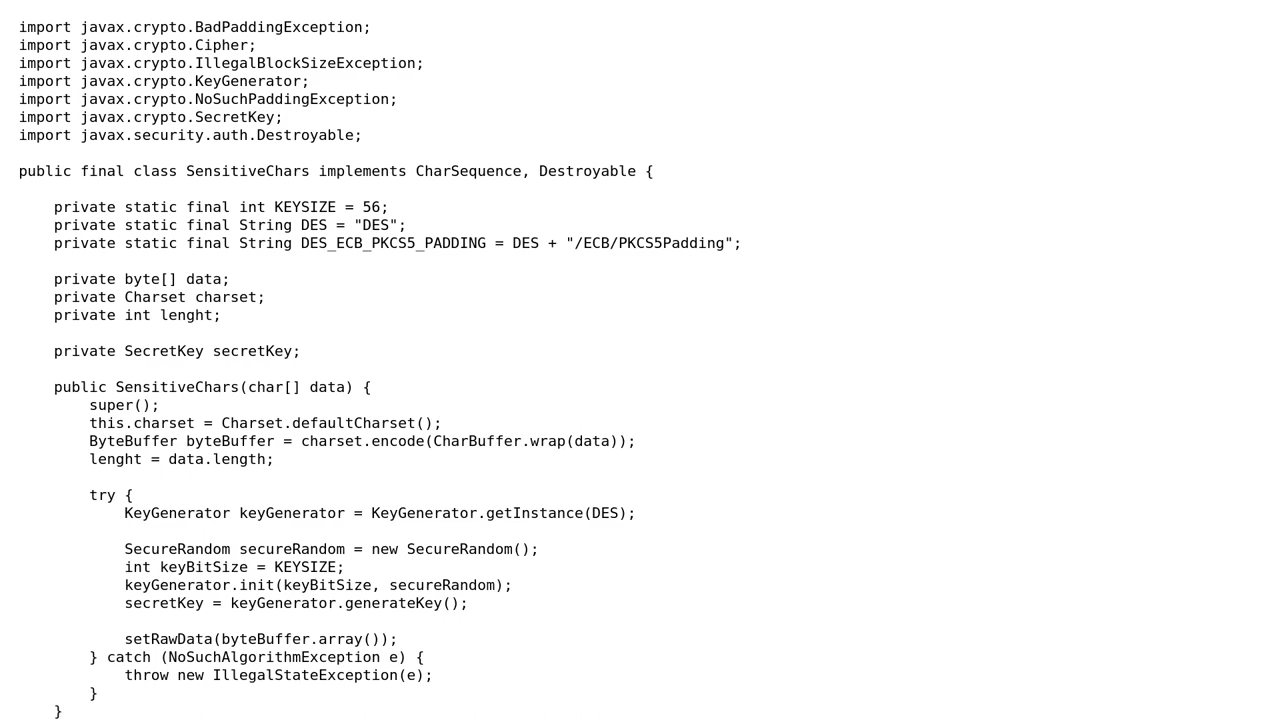 import javax.crypto.BadPaddingException;
import javax.crypto.Cipher;
import javax.crypto.IllegalBlockSizeException;
import javax.crypto.KeyGenerator;
import javax.crypto.NoSuchPaddingException;
import javax.crypto.SecretKey;
import javax.security.auth.Destroyable;

public final class SensitiveChars implements CharSequence, Destroyable {

    private static final int KEYSIZE = 56;
    private static final String DES = "DES";
    private static final String DES_ECB_PKCS5_PADDING = DES + "/ECB/PKCS5Padding";

    private byte[] data;
    private Charset charset;
    private int lenght;

    private SecretKey secretKey;

    public SensitiveChars(char[] data) {
        super();
        this.charset = Charset.defaultCharset();
        ByteBuffer byteBuffer = charset.encode(CharBuffer.wrap(data));
        lenght = data.length;

        try {
            KeyGenerator keyGenerator = KeyGenerator.getInstance(DES);

            SecureRandom secureRandom = new SecureRandom();
            int keyBitSize = KEYSIZE;
            keyGenerator.init(keyBitSize, secureRandom);
            secretKey = keyGenerator.generateKey();

            setRawData(byteBuffer.array());
        } catch (NoSuchAlgorithmException e) {
            throw new IllegalStateException(e);
        }
    }